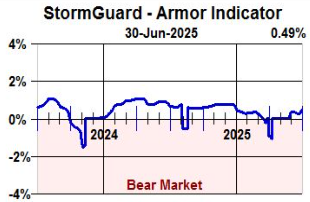 StormGuard - Armor Indicator
30-Jun-2025 0.49%
4%
2%
0%
-2%
-4%
2024 2025
Bear Market